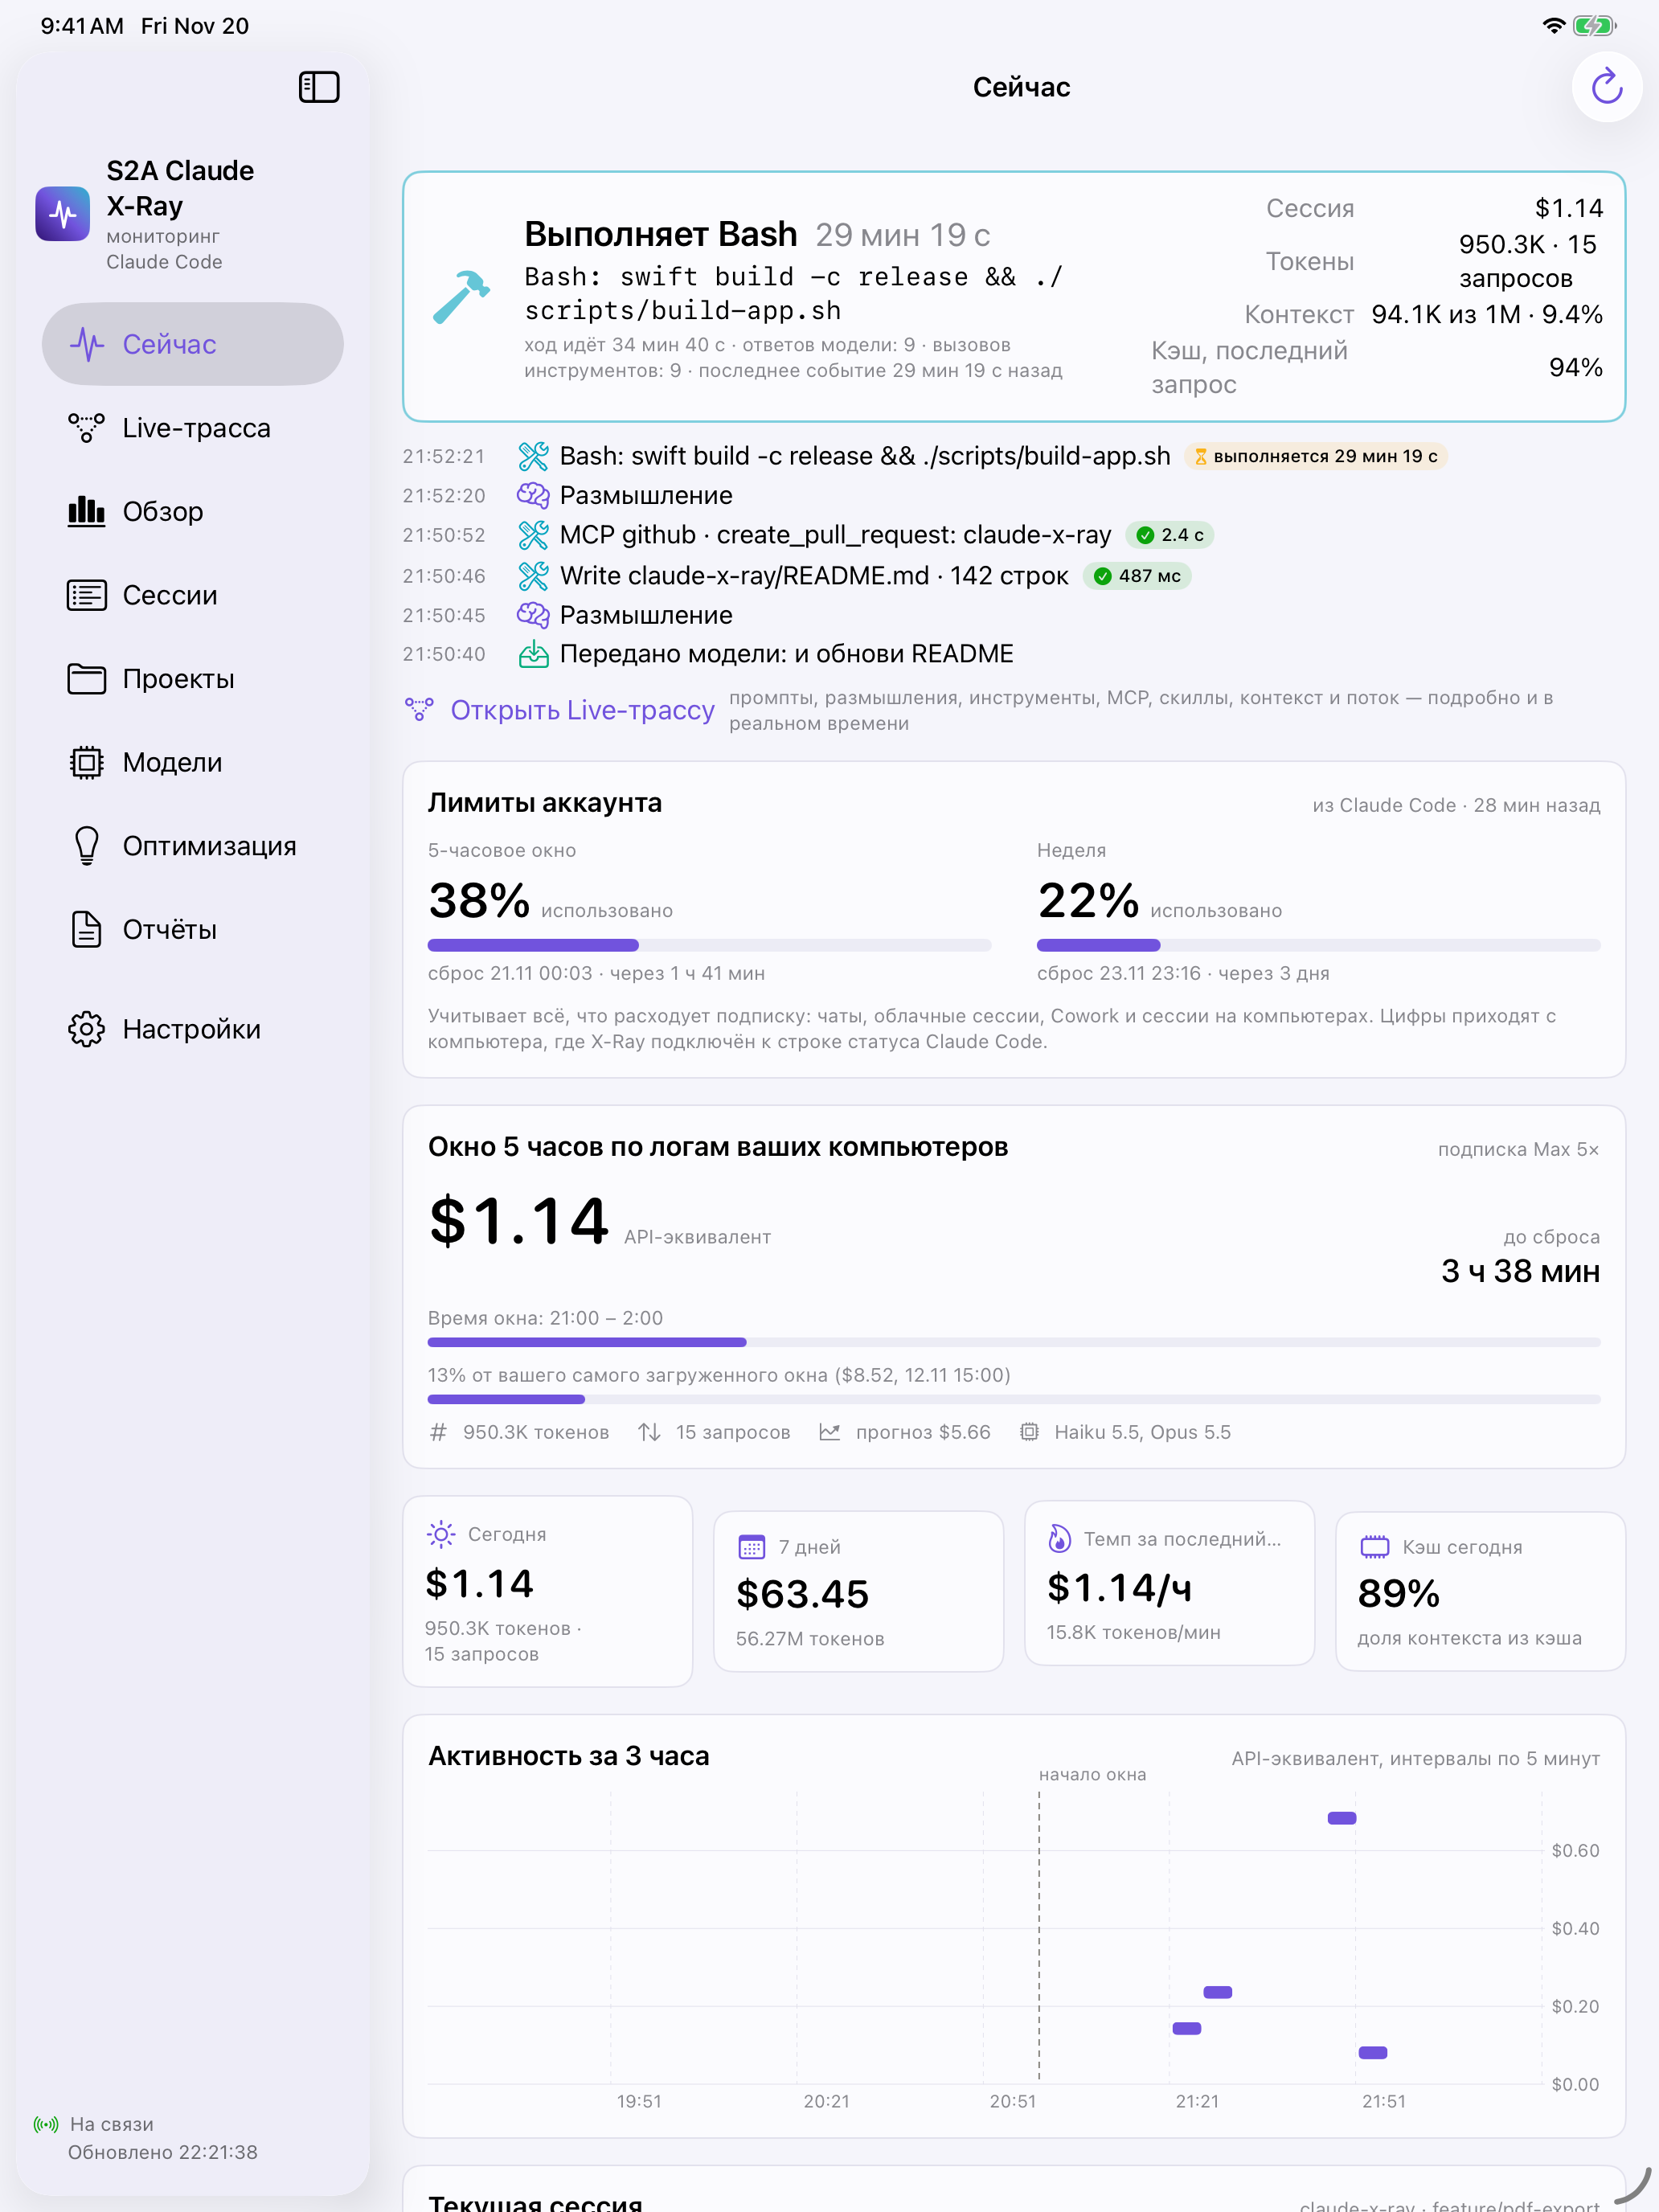 9:41 AM Fri Nov 20
S2A Claude
X-Ray
мониторинг
Claude Code
Сейчас
Live-трасса
Обзор
Сессии
Проекты
Модели
Оптимизация
Отчёты
Настройки
На связи
Обновлено 22:21:38
Сейчас
Выполняет Bash 29 мин 19 с
Bash: swift build -c release && ./
scripts/build-app.sh
ход идёт 34 мин 40 с · ответов модели: 9 · вызовов
инструментов: 9 · последнее событие 29 мин 19 с назад
Сессия $1.14
Токены 950.3K · 15
запросов
Контекст 94.1K из 1M · 9.4%
Кэш, последний
запрос 94%
21:52:21 Bash: swift build -c release && ./scripts/build-app.sh выполняется 29 мин 19 с
21:52:20 Размышление
21:50:52 MCP github · create_pull_request: claude-x-ray 2.4 с
21:50:46 Write claude-x-ray/README.md · 142 строк 487 мс
21:50:45 Размышление
21:50:40 Передано модели: и обнови README
Открыть Live-трассу
промпты, размышления, инструменты, MCP, скиллы, контекст и поток — подробно и в
реальном времени
Лимиты аккаунта
из Claude Code · 28 мин назад
5-часовое окно
38% использовано
сброс 21.11 00:03 · через 1 ч 41 мин
Неделя
22% использовано
сброс 23.11 23:16 · через 3 дня
Учитывает всё, что расходует подписку: чаты, облачные сессии, Cowork и сессии на компьютерах. Цифры приходят с
компьютера, где X-Ray подключён к строке статуса Claude Code.
Окно 5 часов по логам ваших компьютеров
подписка Max 5×
$1.14 API-эквивалент
до сброса
3 ч 38 мин
Время окна: 21:00 – 2:00
13% от вашего самого загруженного окна ($8.52, 12.11 15:00)
950.3K токенов 15 запросов прогноз $5.66 Haiku 5.5, Opus 5.5
Сегодня
$1.14
950.3K токенов ·
15 запросов
7 дней
$63.45
56.27M токенов
Темп за последний…
$1.14/ч
15.8K токенов/мин
Кэш сегодня
89%
доля контекста из кэша
Активность за 3 часа
API-эквивалент, интервалы по 5 минут
начало окна
$0.60
$0.40
$0.20
$0.00
19:51 20:21 20:51 21:21 21:51
Текущая сессия
claude-x-ray · feature/pdf-export